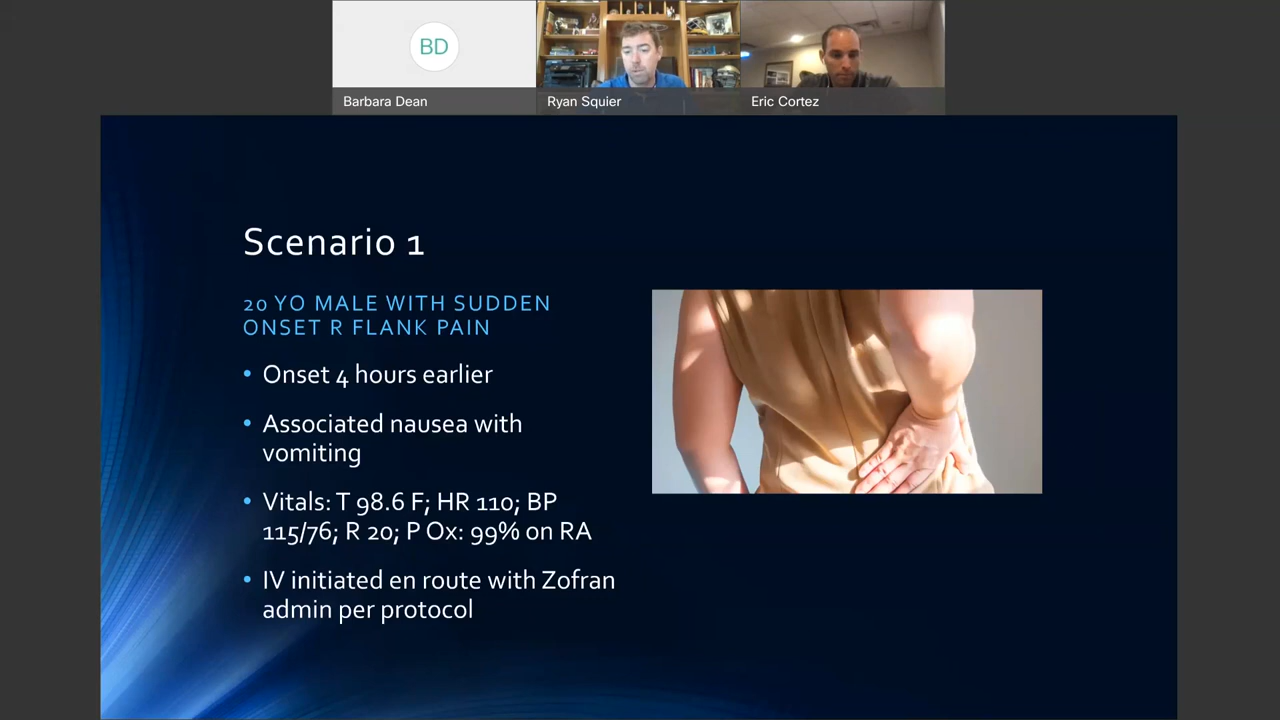 BD
Barbara Dean
Ryan Squier
Eric Cortez
Scenario 1
20 YO MALE WITH SUDDEN
ONSET R FLANK PAIN
• Onset 4 hours earlier
• Associated nausea with
vomiting
• Vitals: T 98.6 F; HR 110; BP
115/76; R 20; P Ox: 99% on RA
• IV initiated en route with Zofran
admin per protocol